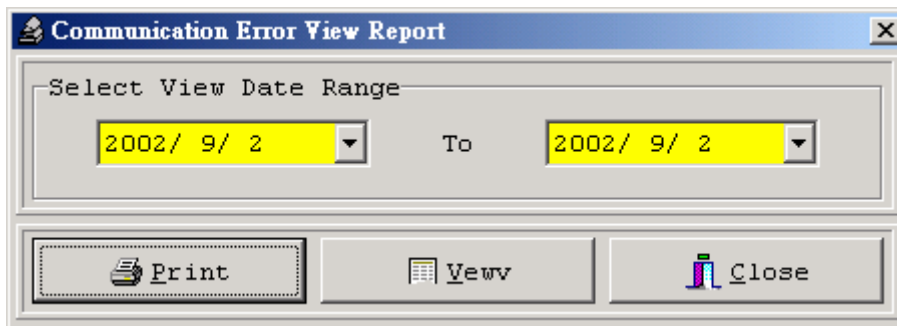 Communication Error View Report
Select View Date Range
2002/ 9/ 2 To 2002/ 9/ 2
Print Vewv Close